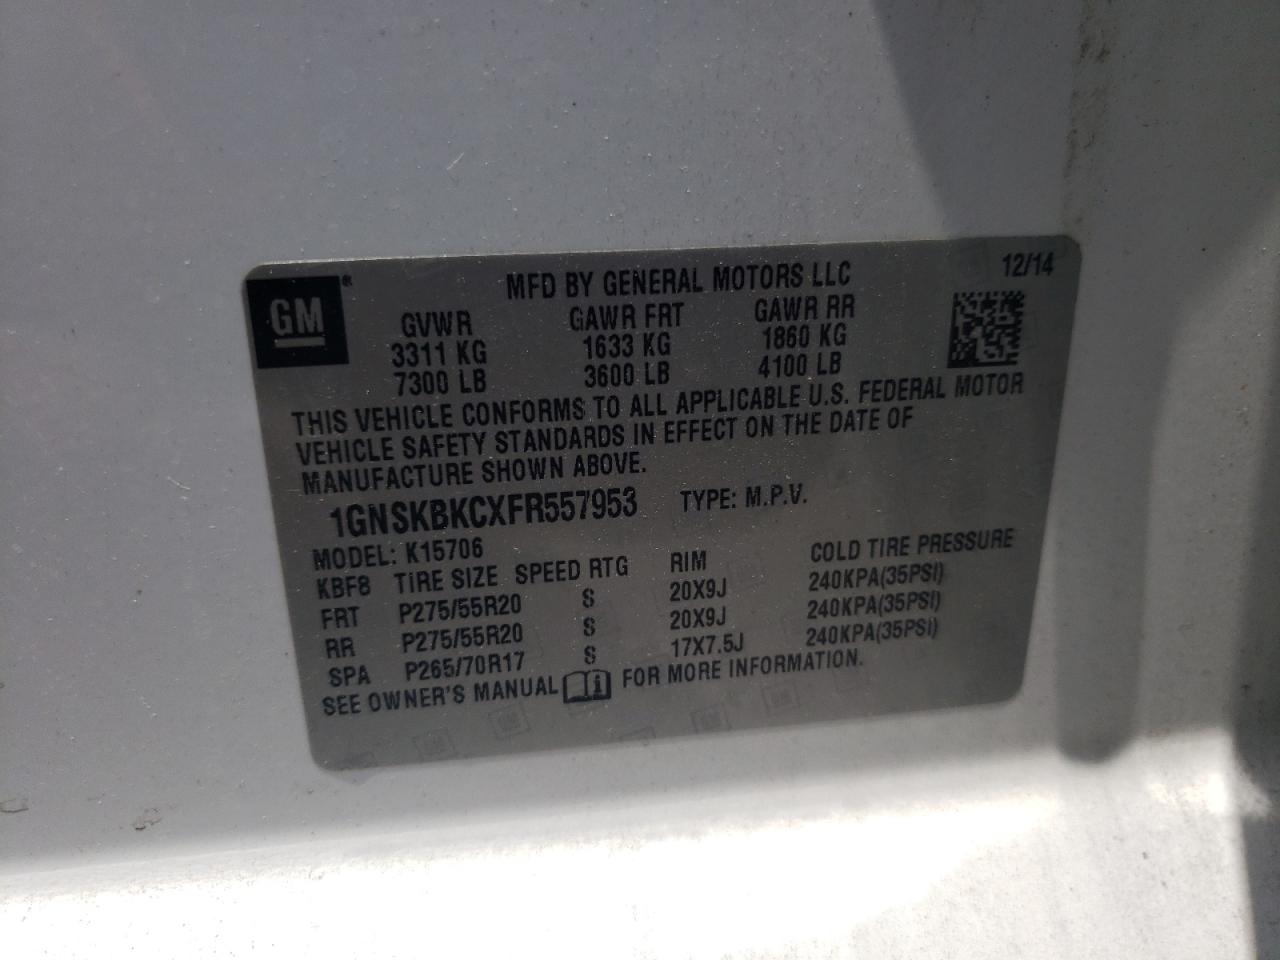 MFD BY GENERAL MOTORS LLC 12/14
GM®
GVWR GAWR FRT GAWR RR
3311 KG 1633 KG 1860 KG
7300 LB 3600 LB 4100 LB
THIS VEHICLE CONFORMS TO ALL APPLICABLE U.S. FEDERAL MOTOR
VEHICLE SAFETY STANDARDS IN EFFECT ON THE DATE OF
MANUFACTURE SHOWN ABOVE.
1GNSKBKCXFR557953 TYPE: M.P.V.
MODEL: K15706
KBF8 TIRE SIZE SPEED RTG RIM COLD TIRE PRESSURE
FRT P275/55R20 S 20X9J 240KPA(35PSI)
RR P275/55R20 S 20X9J 240KPA(35PSI)
SPA P265/70R17 S 17X7.5J 240KPA(35PSI)
SEE OWNER'S MANUAL FOR MORE INFORMATION.